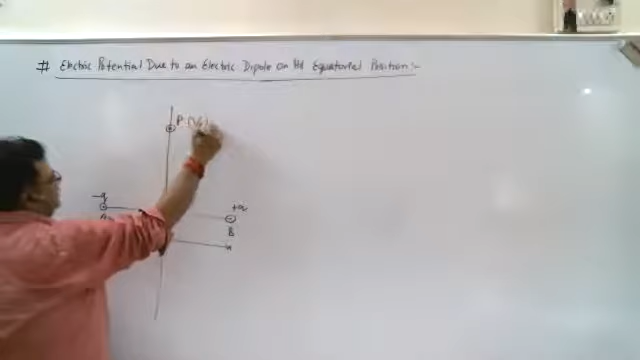 # Electric Potential Due to an Electric Dipole on Its Equatorial Position :-
P
-q
+q
A
B